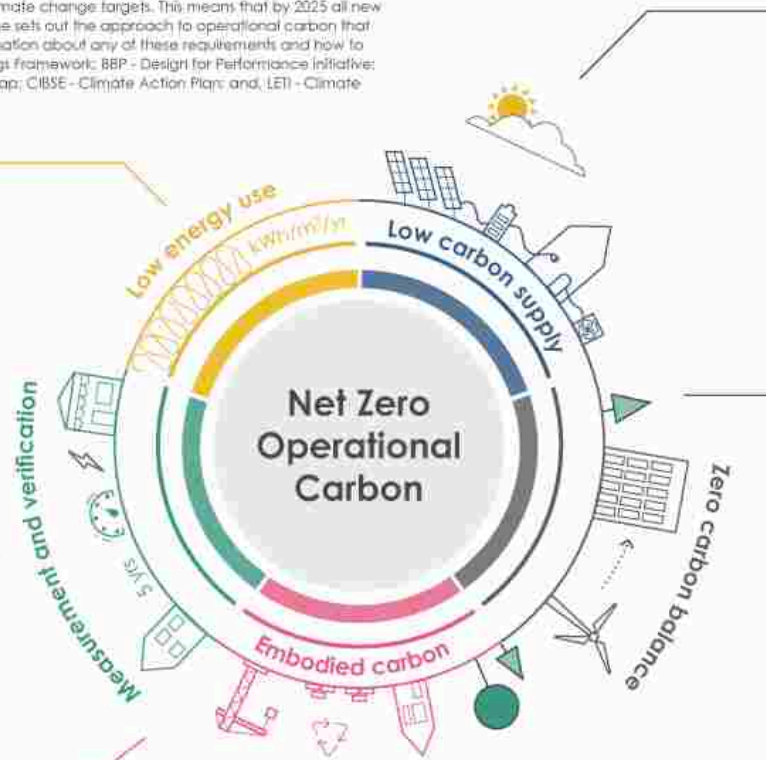 mate change targets. This means that by 2025 all new
e sets out the approach to operational carbon that
ation about any of these requirements and how to
gs Framework; BBP - Design for Performance initiative;
ap; CIBSE - Climate Action Plan; and, LETI - Climate
Low energy use
kWh/m²/yr
Low carbon supply
Net Zero
Operational
Carbon
Measurement and verification
5 yrs
Zero carbon balance
Embodied carbon